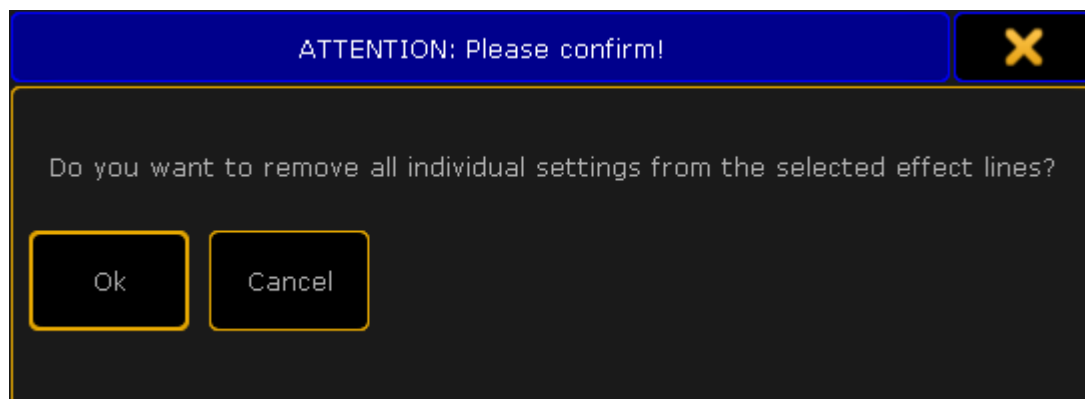 ATTENTION: Please confirm!
Do you want to remove all individual settings from the selected effect lines?
Ok
Cancel